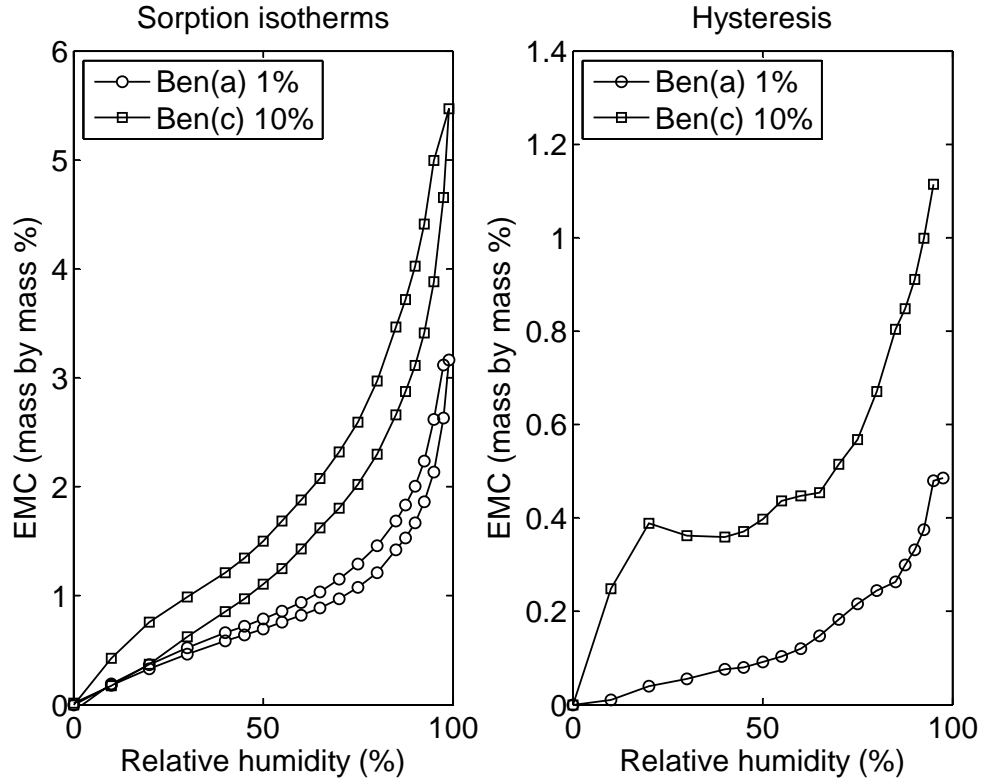 Sorption isotherms
6
5
4
3
2
1
0
0
50
100
EMC (mass by mass %)
Relative humidity (%)
Ben(a) 1%
Ben(c) 10%
Hysteresis
1.4
1.2
1
0.8
0.6
0.4
0.2
0
0
50
100
EMC (mass by mass %)
Relative humidity (%)
Ben(a) 1%
Ben(c) 10%